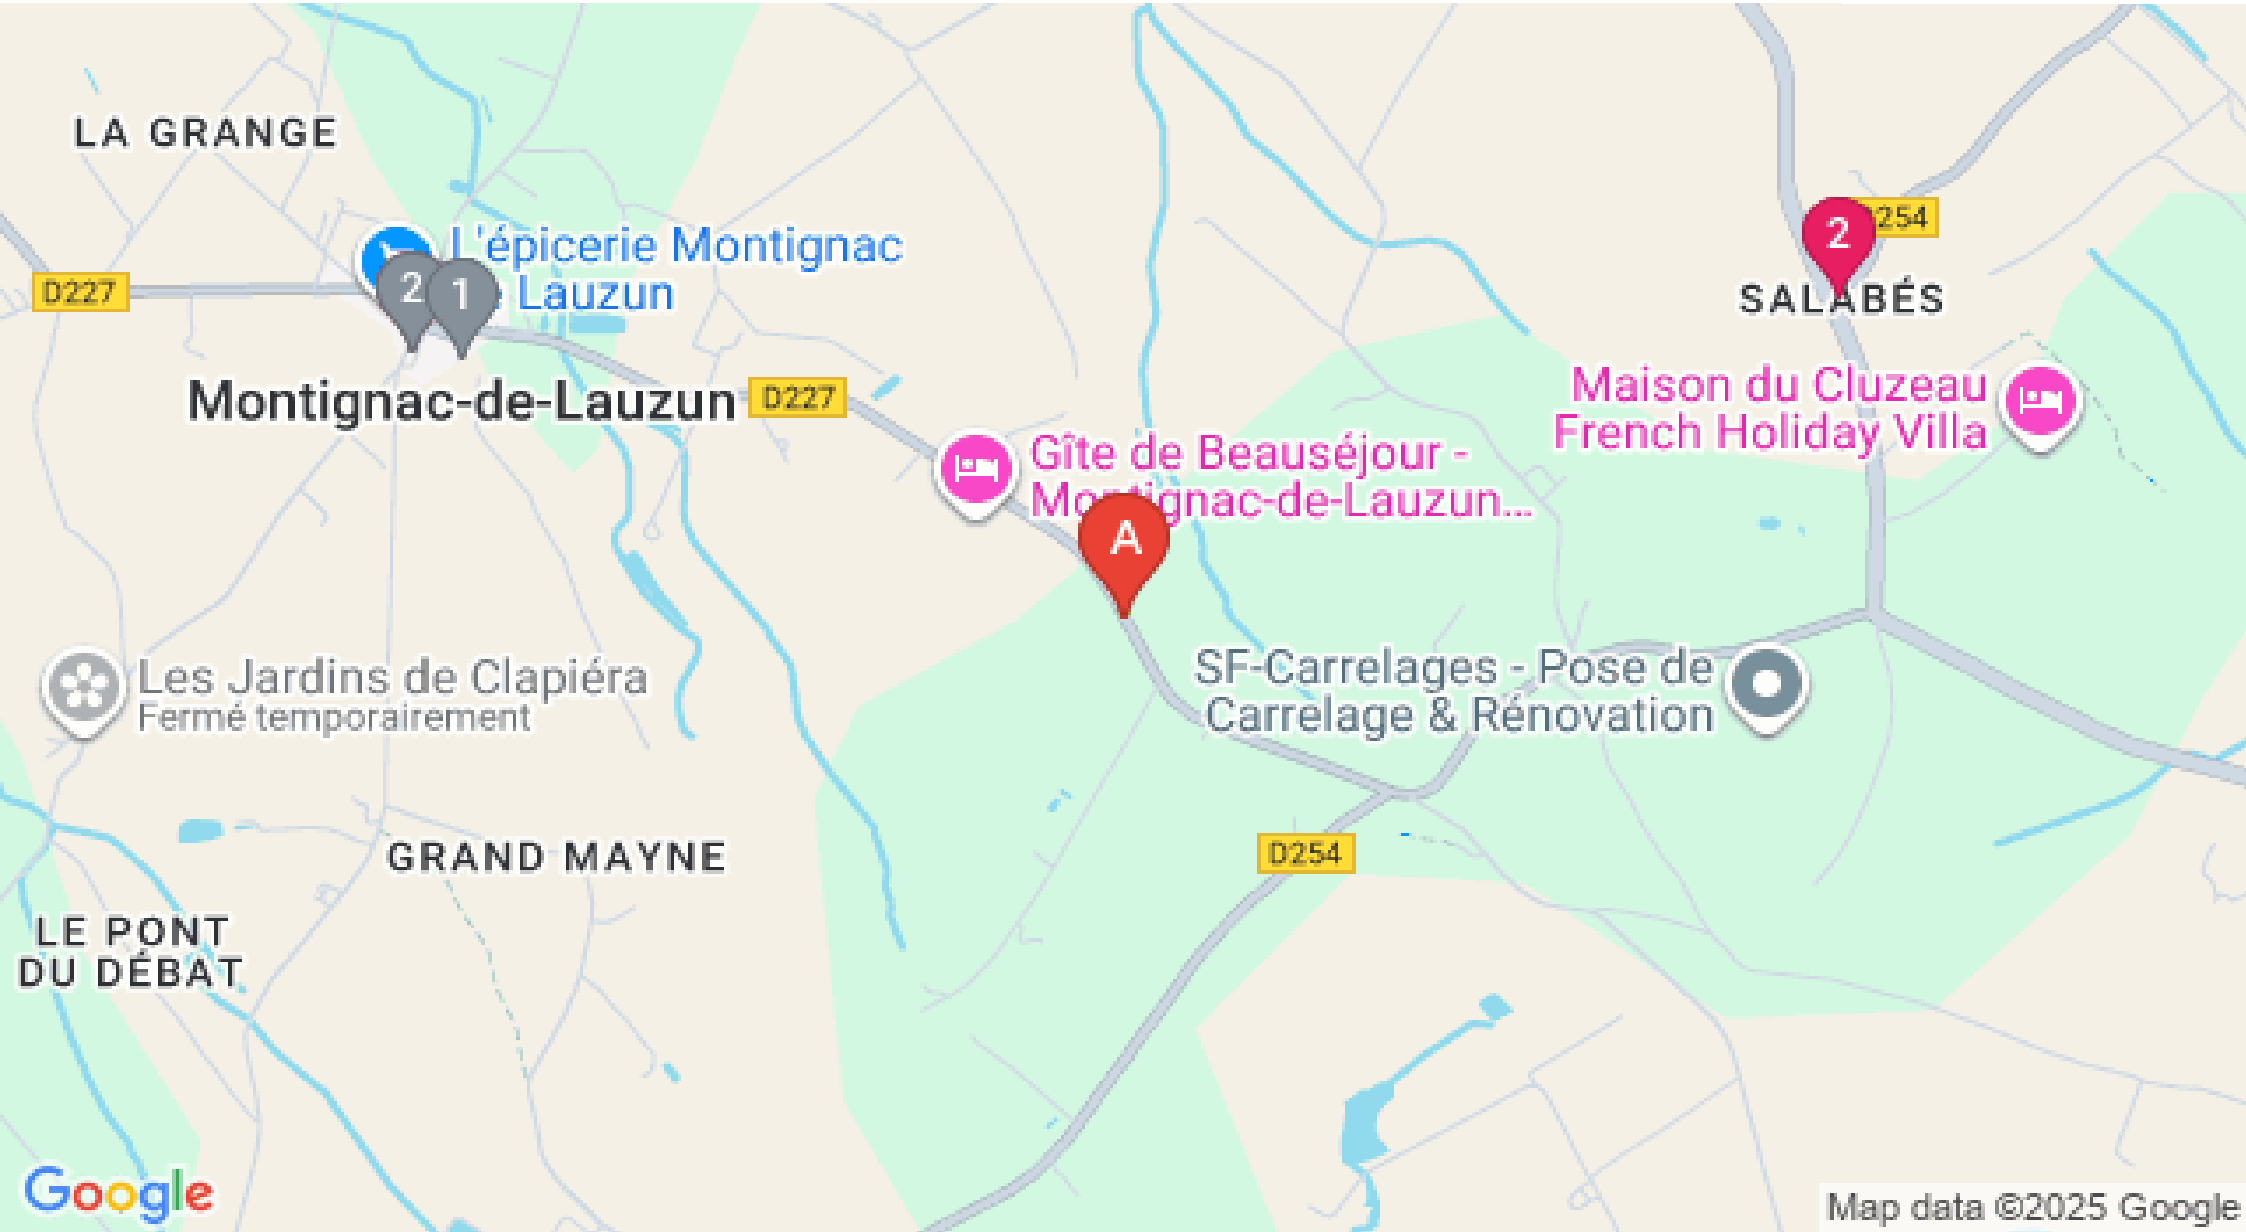 LA GRANGE
D227
L'épicerie Montignac
Lauzun
2
1
Montignac-de-Lauzun
D227
2
254
SALABÉS
Maison du Cluzeau
French Holiday Villa
Gîte de Beauséjour -
Montignac-de-Lauzun...
A
Les Jardins de Clapiéra
Fermé temporairement
SF-Carrelages - Pose de
Carrelage & Rénovation
GRAND MAYNE
D254
LE PONT
DU DÉBAT
Google
Map data ©2025 Google